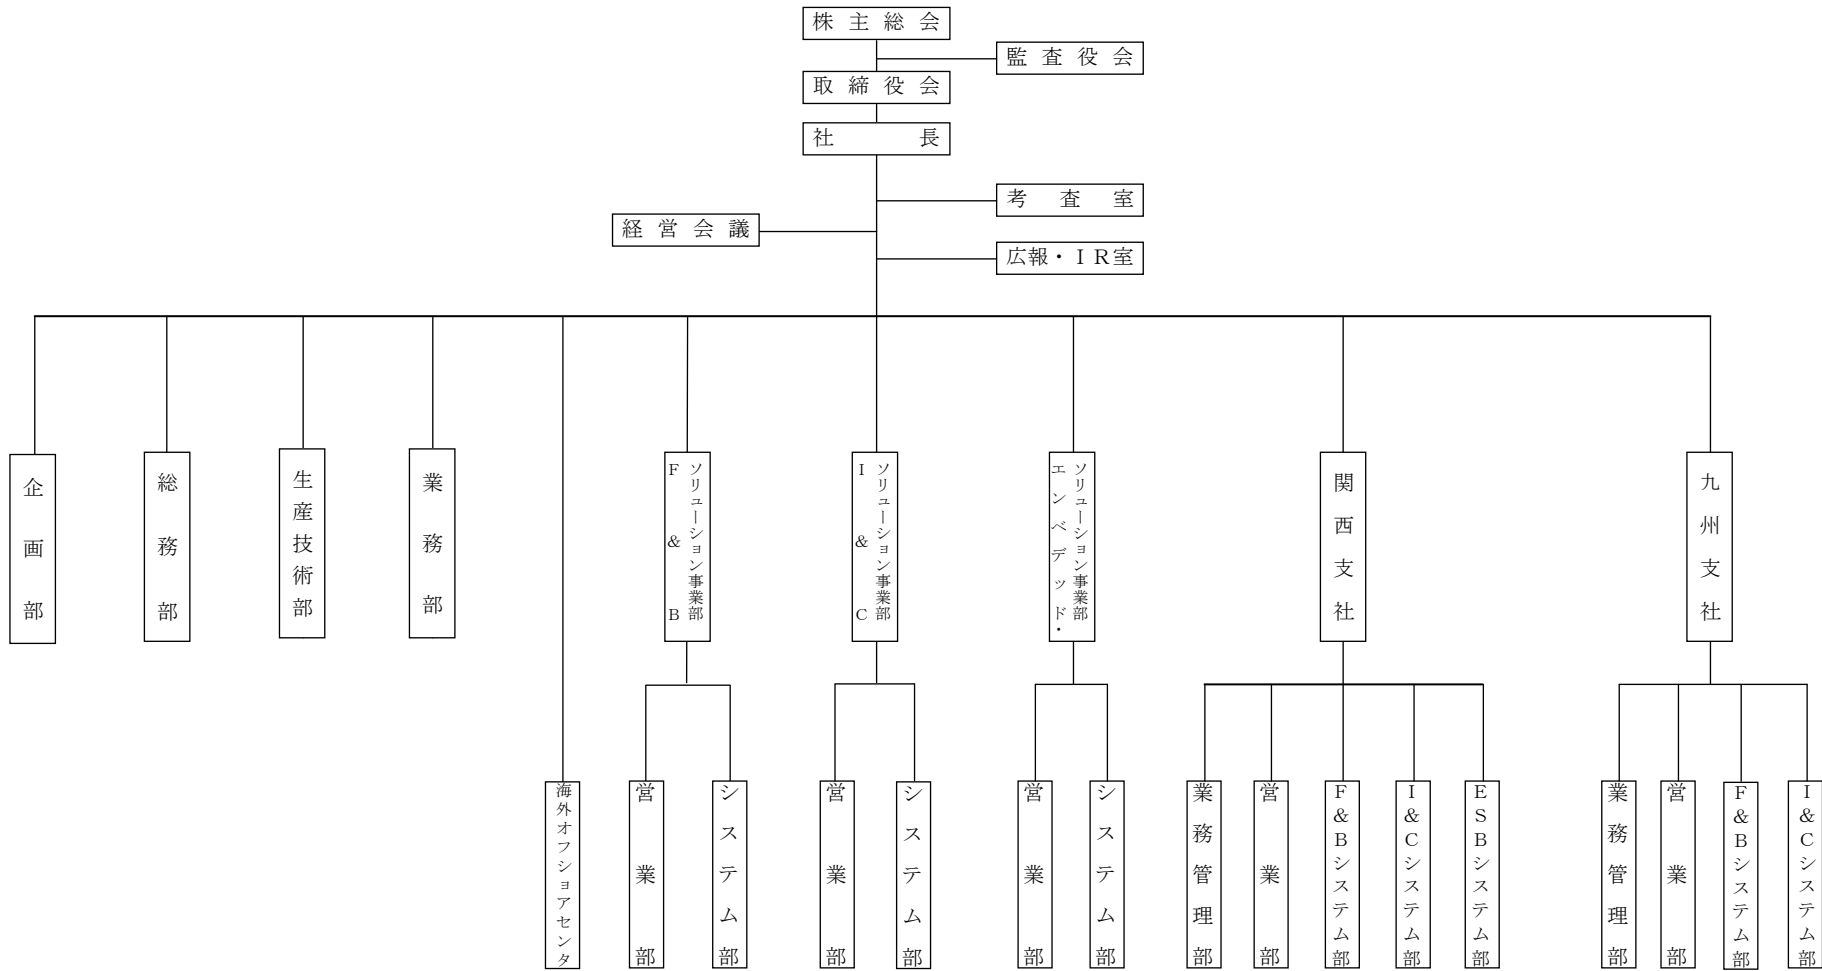 株主総会
監査役会
取締役会
社長
考査室
経営会議
広報・ＩＲ室
企画部
総務部
生産技術部
業務部
Ｆ&Ｂ
ソリューション事業部
Ｉ&Ｃ
ソリューション事業部
エンベデッド・
ソリューション事業部
関西支社
九州支社
海外オフショアセンタ
営業部
システム部
営業部
システム部
営業部
システム部
業務管理部
営業部
Ｆ&Ｂシステム部
Ｉ&Ｃシステム部
ＥＳＢシステム部
業務管理部
営業部
Ｆ&Ｂシステム部
Ｉ&Ｃシステム部